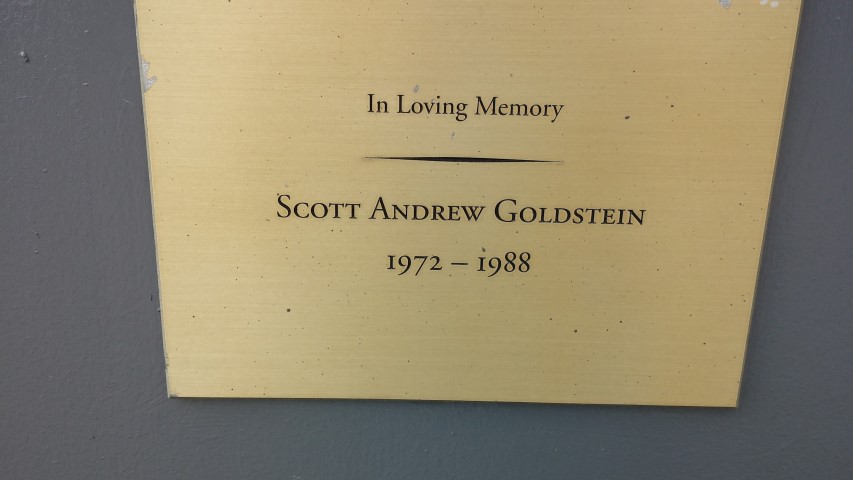 In Loving Memory
Scott Andrew Goldstein
1972 – 1988